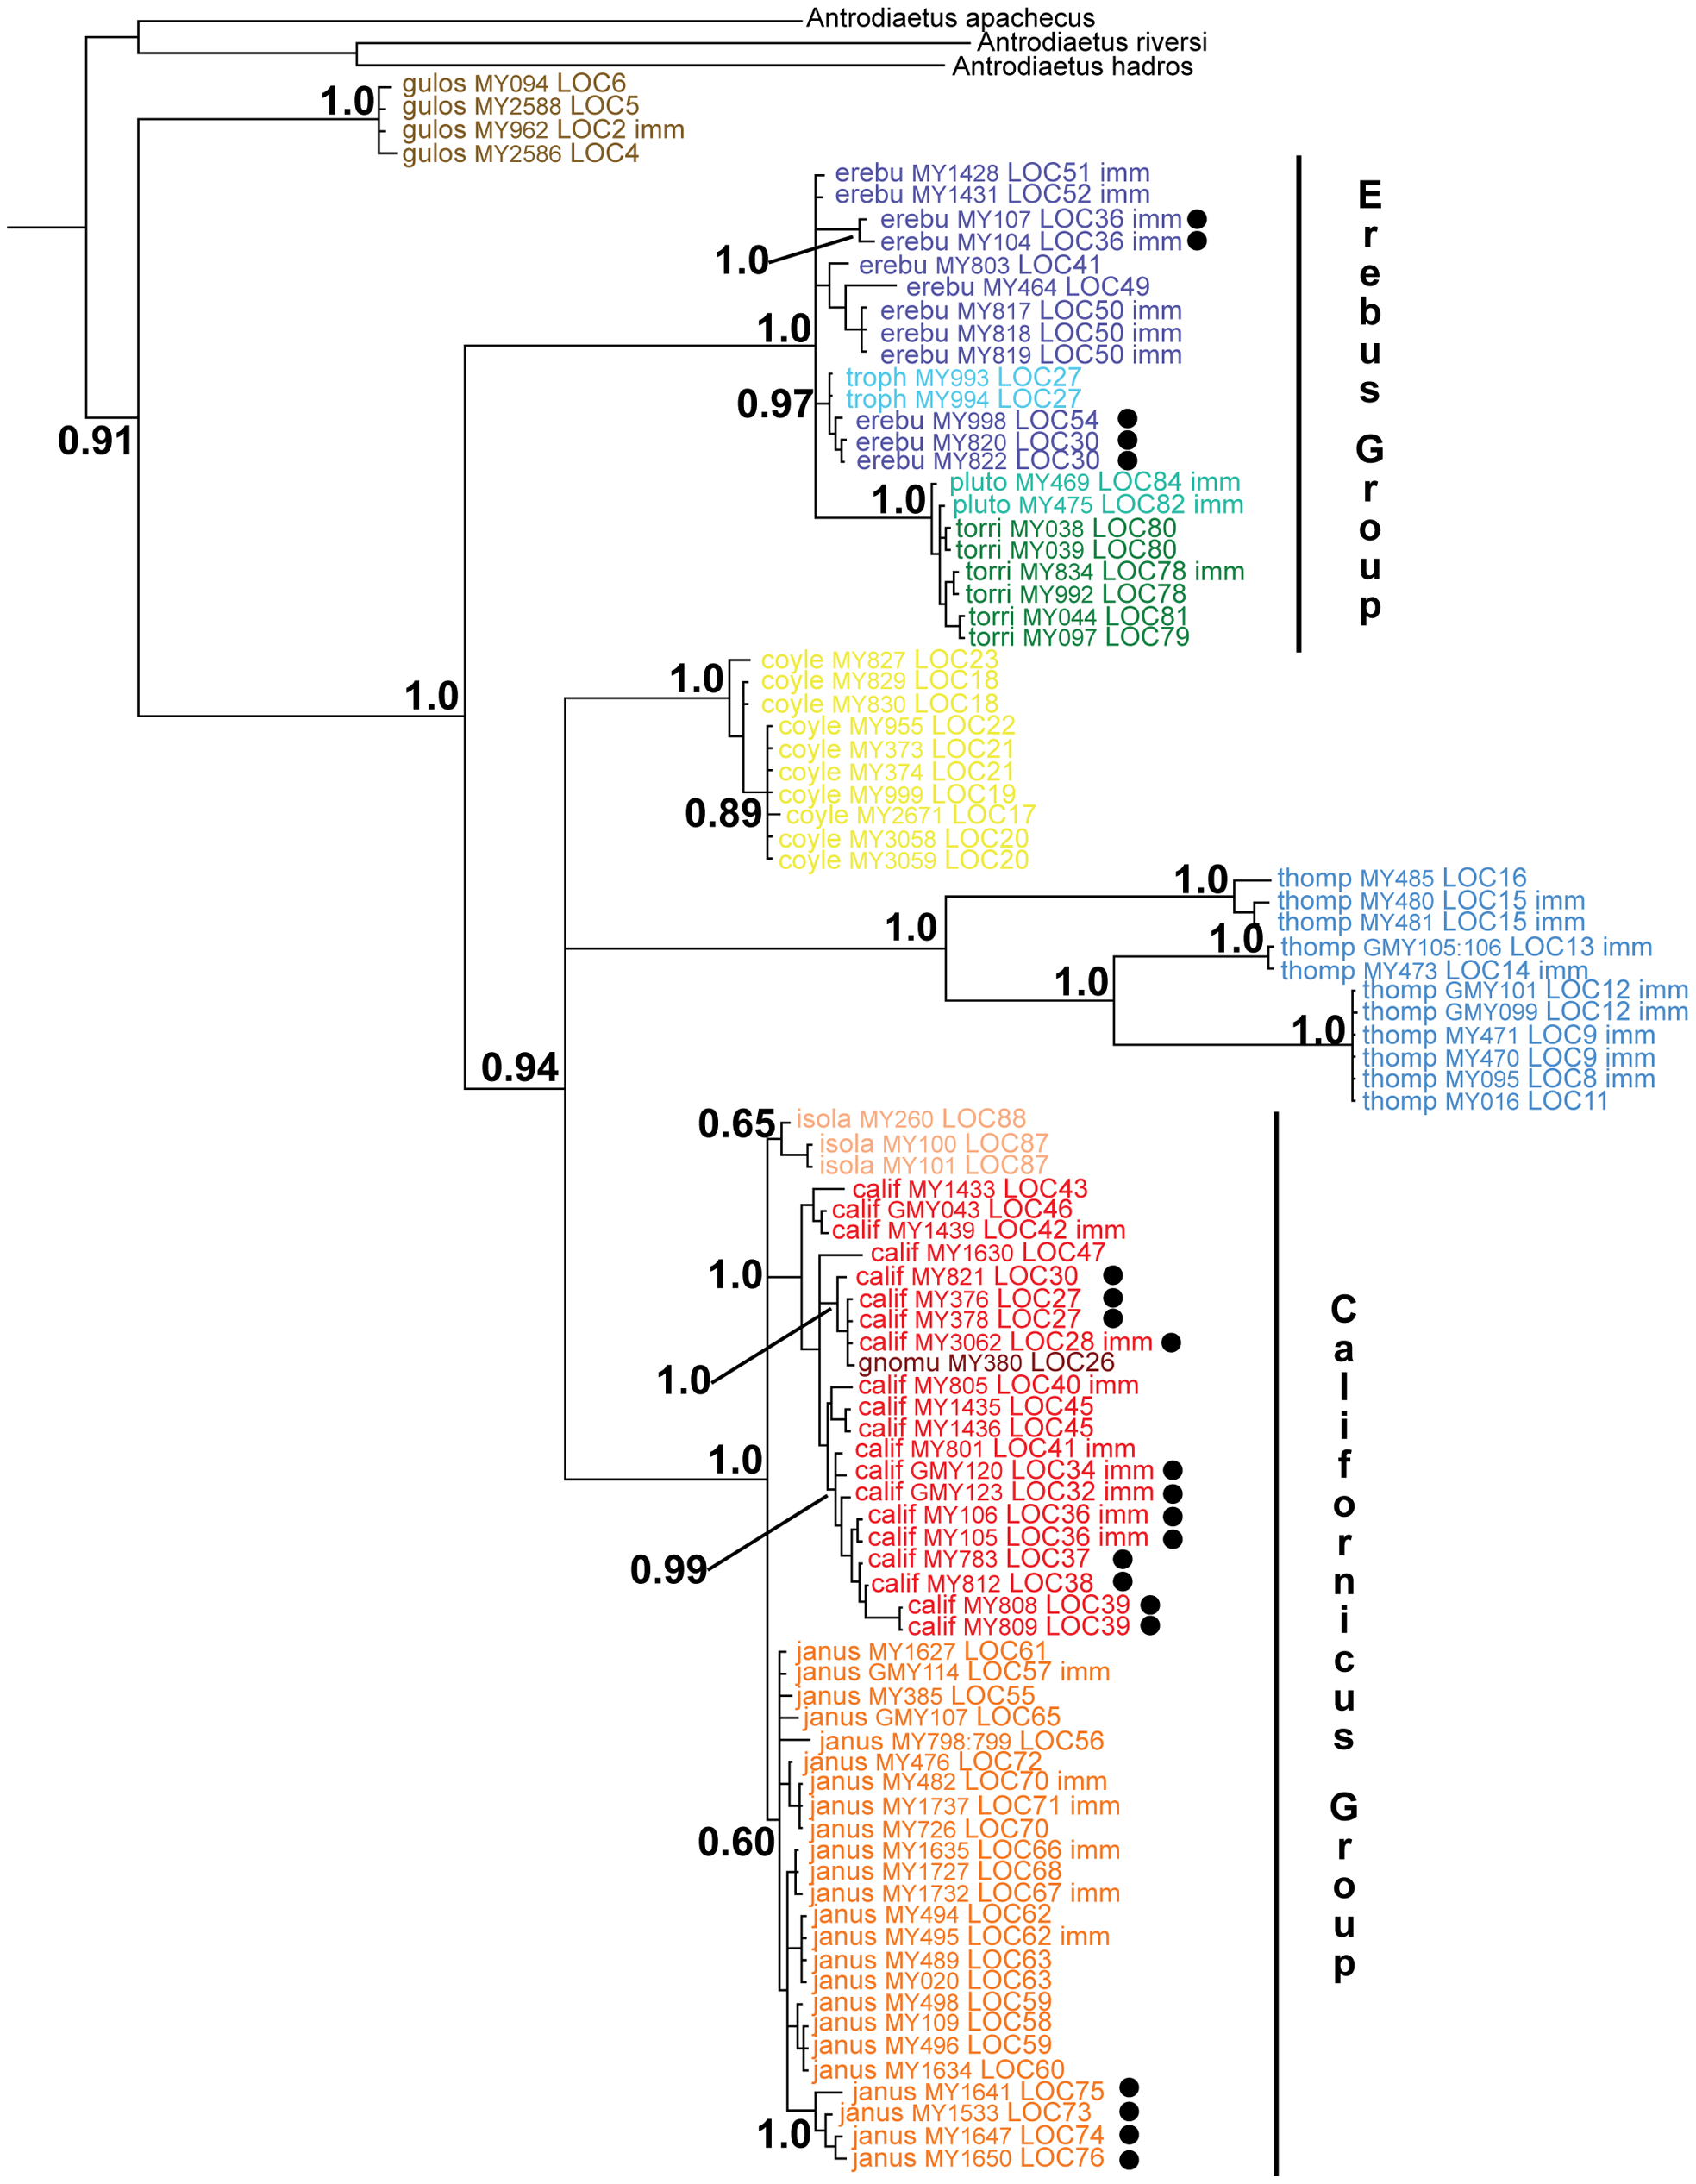 Antrodiaetus apachecus
Antrodiaetus riversi
Antrodiaetus hadros
gulos MY094 LOC6
1.0
gulos MY2588 LOC5
gulos MY962 LOC2 imm
gulos MY2586 LOC4
erebu MY1428 LOC51 imm
erebu MY1431 LOC52 imm
erebu MY107 LOC36 imm
erebu MY104 LOC36 imm
1.0
erebu MY803 LOC41
erebu MY464 LOC49
erebu MY817 LOC50 imm
1.0
erebu MY818 LOC50 imm
erebu MY819 LOC50 imm
troph MY993 LOC27
0.97
troph MY994 LOC27
erebu MY998 LOC54
0.91
erebu MY820 LOC30
erebu MY822 LOC30
pluto MY469 LOC84 imm
1.0
pluto MY475 LOC82 imm
torri MY038 LOC80
torri MY039 LOC80
torri MY834 LOC78 imm
torri MY992 LOC78
torri MY044 LOC81
torri MY097 LOC79
Erebus Group
coyle MY827 LOC23
1.0
coyle MY829 LOC18
1.0
coyle MY830 LOC18
coyle MY955 LOC22
coyle MY373 LOC21
coyle MY374 LOC21
coyle MY999 LOC19
0.89
coyle MY2671 LOC17
coyle MY3058 LOC20
coyle MY3059 LOC20
1.0
thomp MY485 LOC16
thomp MY480 LOC15 imm
thomp MY481 LOC15 imm
1.0
1.0
thomp GMY105:106 LOC13 imm
thomp MY473 LOC14 imm
1.0
thomp GMY101 LOC12 imm
thomp GMY099 LOC12 imm
1.0
thomp MY471 LOC9 imm
thomp MY470 LOC9 imm
0.94
thomp MY095 LOC8 imm
thomp MY016 LOC11
0.65
isola MY260 LOC88
isola MY100 LOC87
isola MY101 LOC87
calif MY1433 LOC43
calif GMY043 LOC46
calif MY1439 LOC42 imm
calif MY1630 LOC47
1.0
calif MY821 LOC30
calif MY376 LOC27
calif MY378 LOC27
calif MY3062 LOC28 imm
gnomu MY380 LOC26
1.0
calif MY805 LOC40 imm
calif MY1435 LOC45
calif MY1436 LOC45
calif MY801 LOC41 imm
1.0
calif GMY120 LOC34 imm
calif GMY123 LOC32 imm
calif MY106 LOC36 imm
calif MY105 LOC36 imm
calif MY783 LOC37
0.99
calif MY812 LOC38
calif MY808 LOC39
calif MY809 LOC39
janus MY1627 LOC61
janus GMY114 LOC57 imm
janus MY385 LOC55
janus GMY107 LOC65
janus MY798:799 LOC56
janus MY476 LOC72
janus MY482 LOC70 imm
janus MY1737 LOC71 imm
janus MY726 LOC70
0.60
janus MY1635 LOC66 imm
janus MY1727 LOC68
janus MY1732 LOC67 imm
janus MY494 LOC62
janus MY495 LOC62 imm
janus MY489 LOC63
janus MY020 LOC63
janus MY498 LOC59
janus MY109 LOC58
janus MY496 LOC59
janus MY1634 LOC60
janus MY1641 LOC75
janus MY1533 LOC73
1.0
janus MY1647 LOC74
janus MY1650 LOC76
Californicus Group